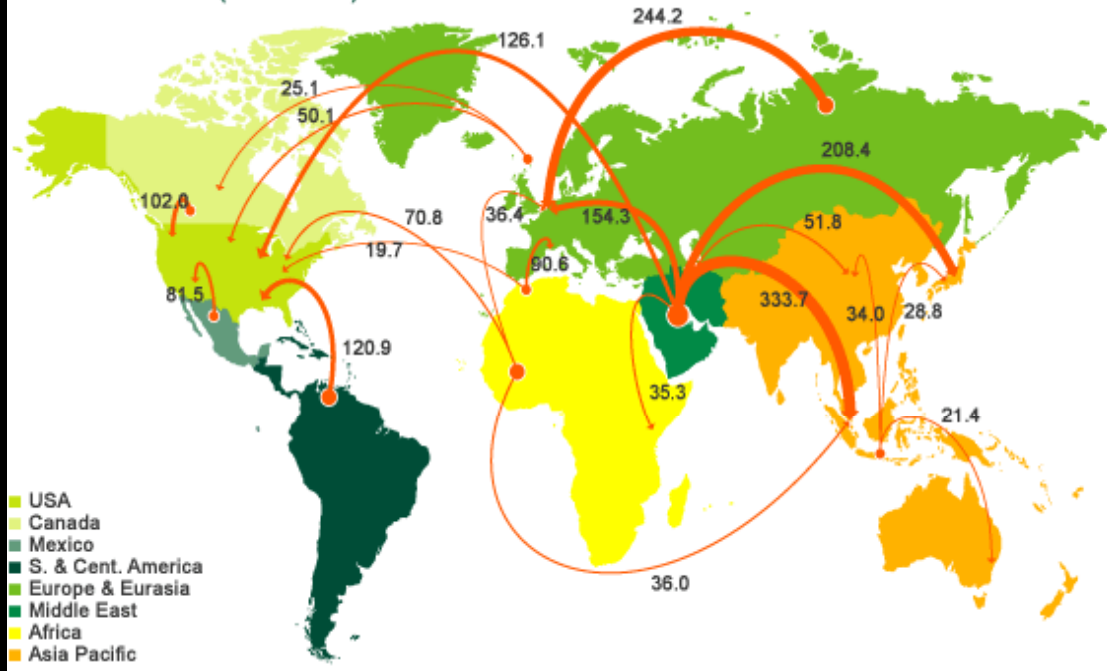 244.2
126.1
25.1
50.1
208.4
102.0
70.8
36.4
154.3
51.8
19.7
90.6
81.5
333.7
34.0
28.8
120.9
35.3
21.4
36.0
USA
Canada
Mexico
S. & Cent. America
Europe & Eurasia
Middle East
Africa
Asia Pacific